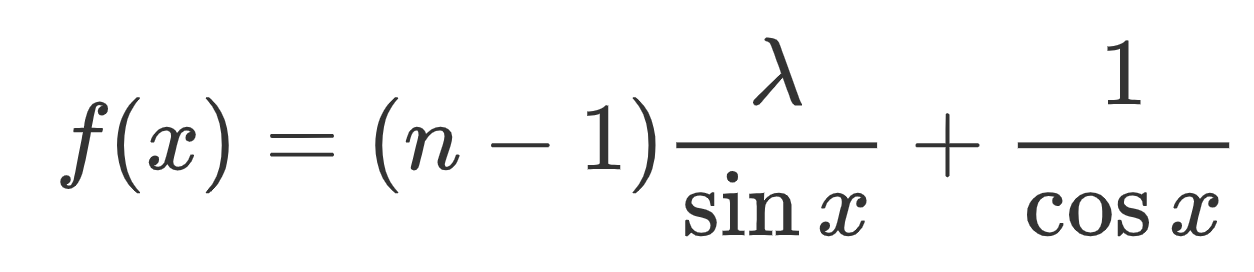 f(x) = (n − 1) λ/sin x + 1/cos x